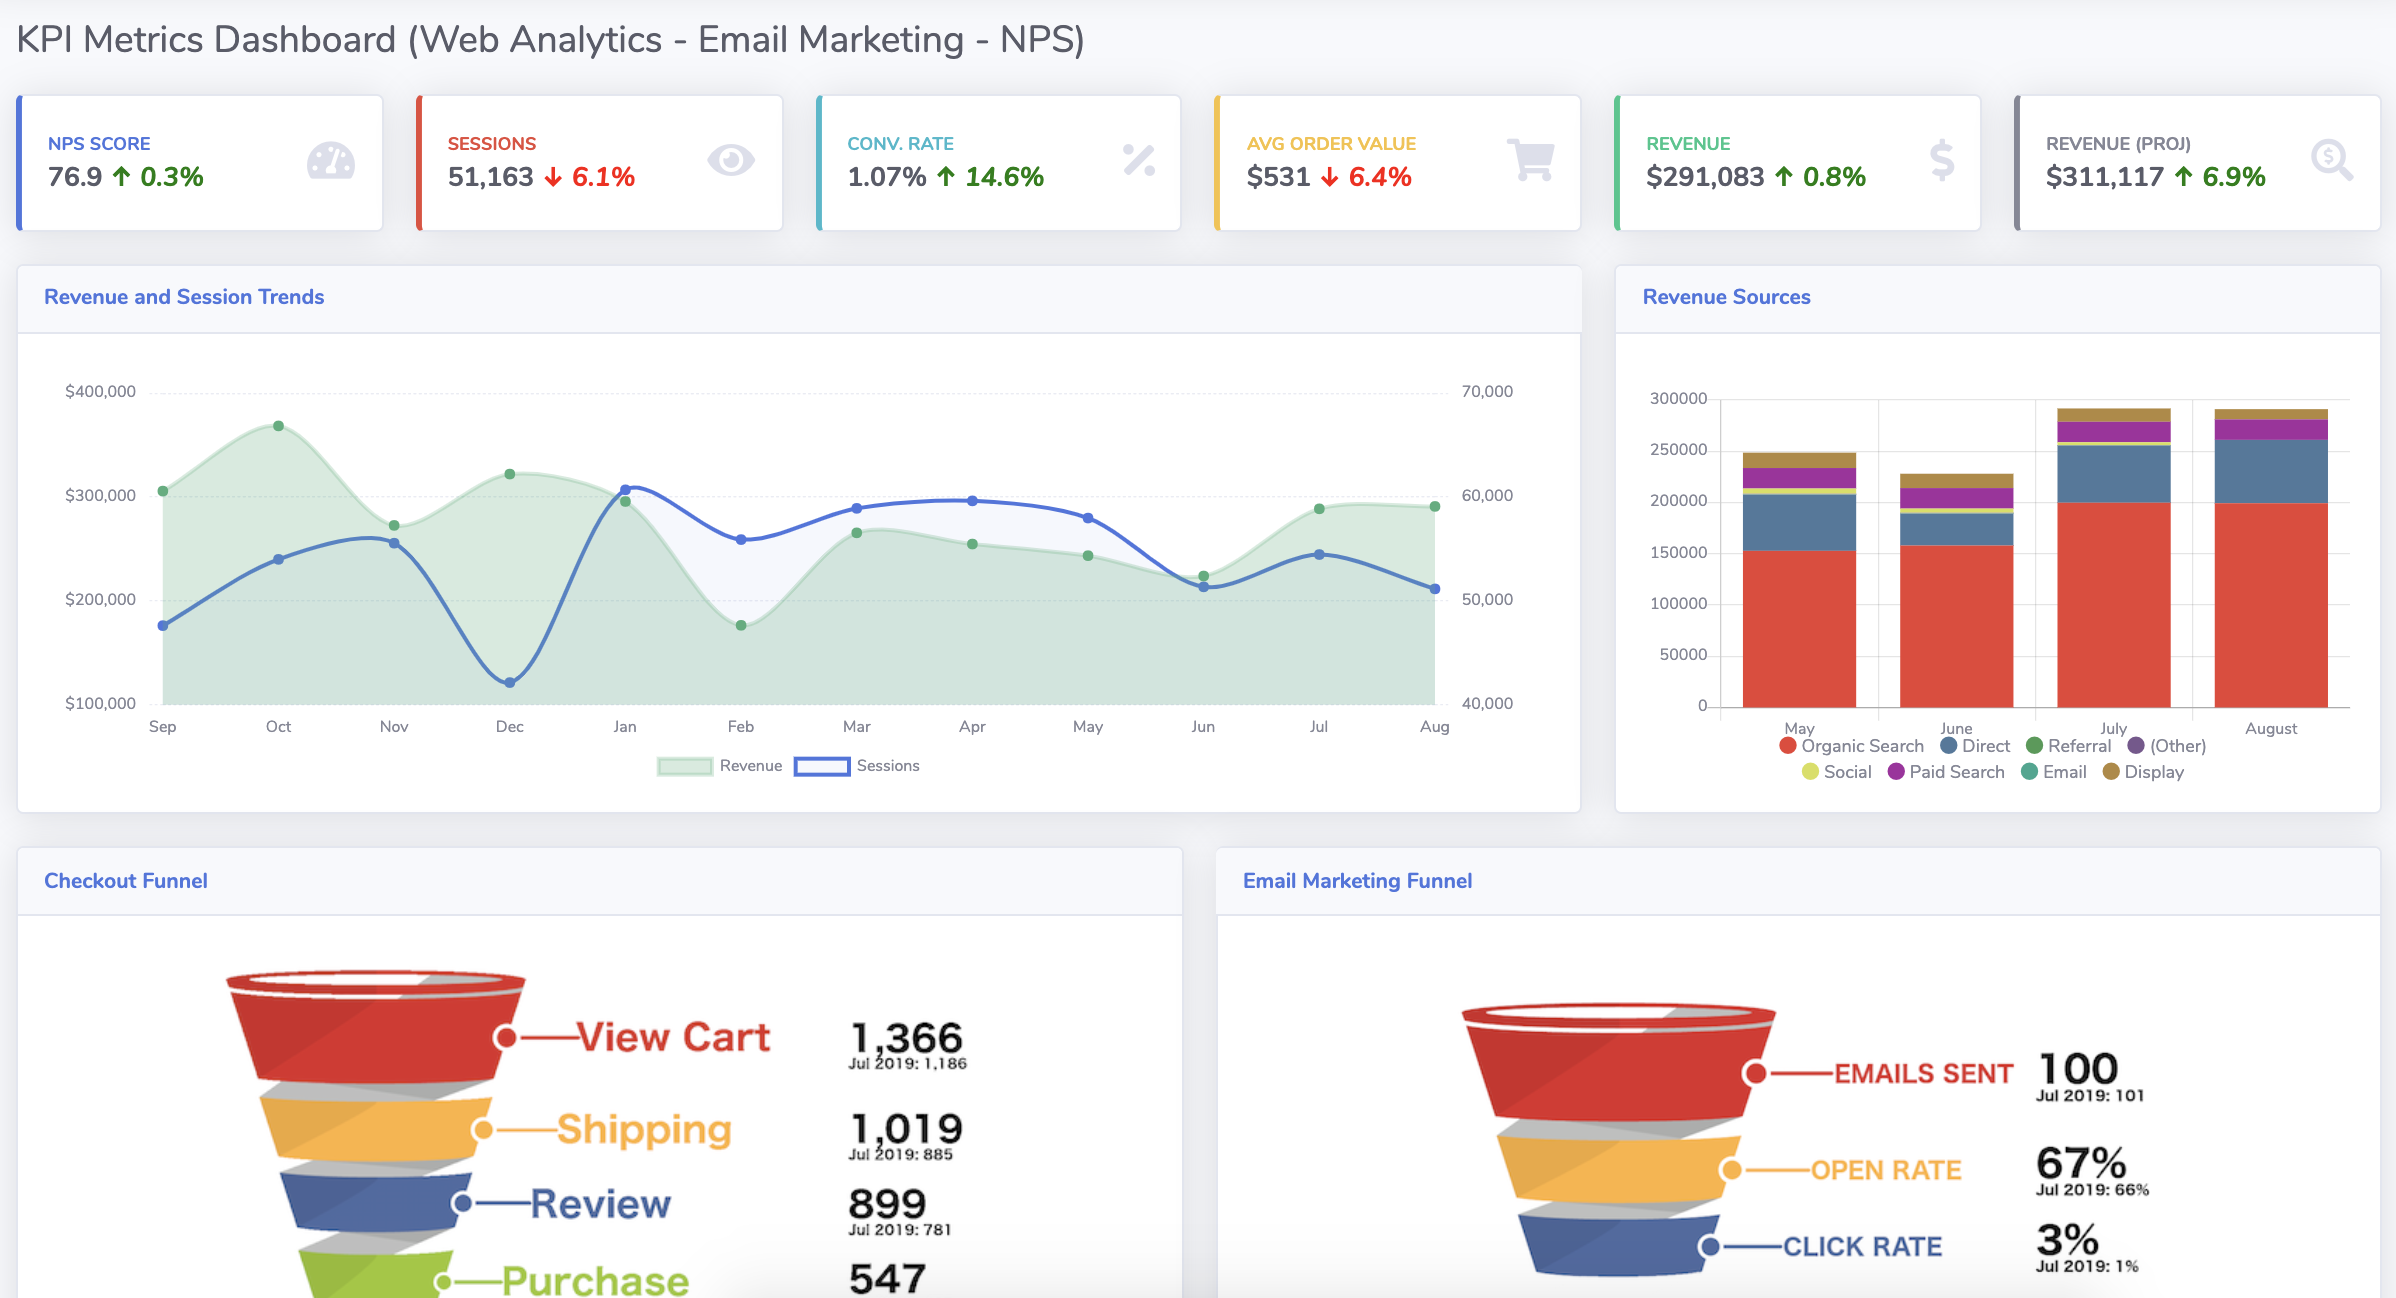 KPI Metrics Dashboard (Web Analytics - Email Marketing - NPS)
NPS SCORE
76.9 ↑ 0.3%
SESSIONS
51,163 ↓ 6.1%
CONV. RATE
1.07% ↑ 14.6%
AVG ORDER VALUE
$531 ↓ 6.4%
REVENUE
$291,083 ↑ 0.8%
REVENUE (PROJ)
$311,117 ↑ 6.9%
Revenue and Session Trends
$400,000
$300,000
$200,000
$100,000
70,000
60,000
50,000
40,000
Sep Oct Nov Dec Jan Feb Mar Apr May Jun Jul Aug
Revenue Sessions
Revenue Sources
300000
250000
200000
150000
100000
50000
0
May June July August
Organic Search Direct Referral (Other)
Social Paid Search Email Display
Checkout Funnel
View Cart 1,366
Jul 2019: 1,186
Shipping 1,019
Jul 2019: 885
Review 899
Jul 2019: 781
Purchase 547
Email Marketing Funnel
EMAILS SENT 100
Jul 2019: 101
OPEN RATE 67%
Jul 2019: 66%
CLICK RATE 3%
Jul 2019: 1%